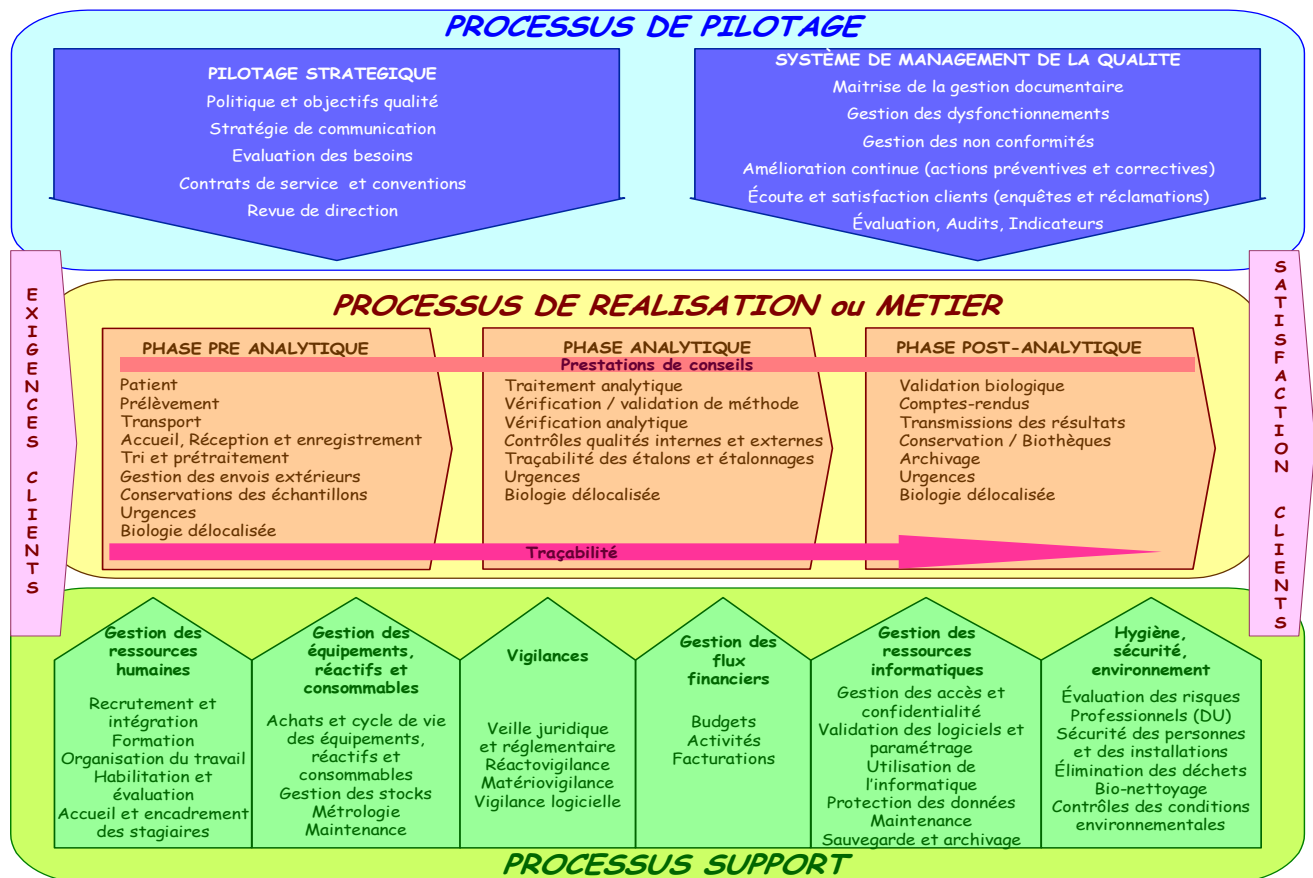 PROCESSUS DE PILOTAGE
PILOTAGE STRATEGIQUE
Politique et objectifs qualité
Stratégie de communication
Evaluation des besoins
Contrats de service et conventions
Revue de direction
SYSTÈME DE MANAGEMENT DE LA QUALITE
Maitrise de la gestion documentaire
Gestion des dysfonctionnements
Gestion des non conformités
Amélioration continue (actions préventives et correctives)
Écoute et satisfaction clients (enquêtes et réclamations)
Évaluation, Audits, Indicateurs
EXIGENCES CLIENTS
PROCESSUS DE REALISATION ou METIER
PHASE PRE ANALYTIQUE
PHASE ANALYTIQUE
PHASE POST-ANALYTIQUE
Prestations de conseils
Patient
Prélèvement
Transport
Accueil, Réception et enregistrement
Tri et prétraitement
Gestion des envois extérieurs
Conservations des échantillons
Urgences
Biologie délocalisée
Traitement analytique
Vérification / validation de méthode
Vérification analytique
Contrôles qualités internes et externes
Traçabilité des étalons et étalonnages
Urgences
Biologie délocalisée
Validation biologique
Comptes-rendus
Transmissions des résultats
Conservation / Biothèques
Archivage
Urgences
Biologie délocalisée
Traçabilité
SATISFACTION CLIENTS
Gestion des
ressources
humaines
Recrutement et
intégration
Formation
Organisation du travail
Habilitation et
évaluation
Accueil et encadrement
des stagiaires
Gestion des
équipements,
réactifs et
consommables
Achats et cycle de vie
des équipements,
réactifs et
consommables
Gestion des stocks
Métrologie
Maintenance
Vigilances
Veille juridique
et réglementaire
Réactovigilance
Matériovigilance
Vigilance logicielle
Gestion des
flux
financiers
Budgets
Activités
Facturations
Gestion des
ressources
informatiques
Gestion des accès et
confidentialité
Validation des logiciels et
paramétrage
Utilisation de
l'informatique
Protection des données
Maintenance
Sauvegarde et archivage
Hygiène,
sécurité,
environnement
Évaluation des risques
Professionnels (DU)
Sécurité des personnes
et des installations
Élimination des déchets
Bio-nettoyage
Contrôles des conditions
environnementales
PROCESSUS SUPPORT